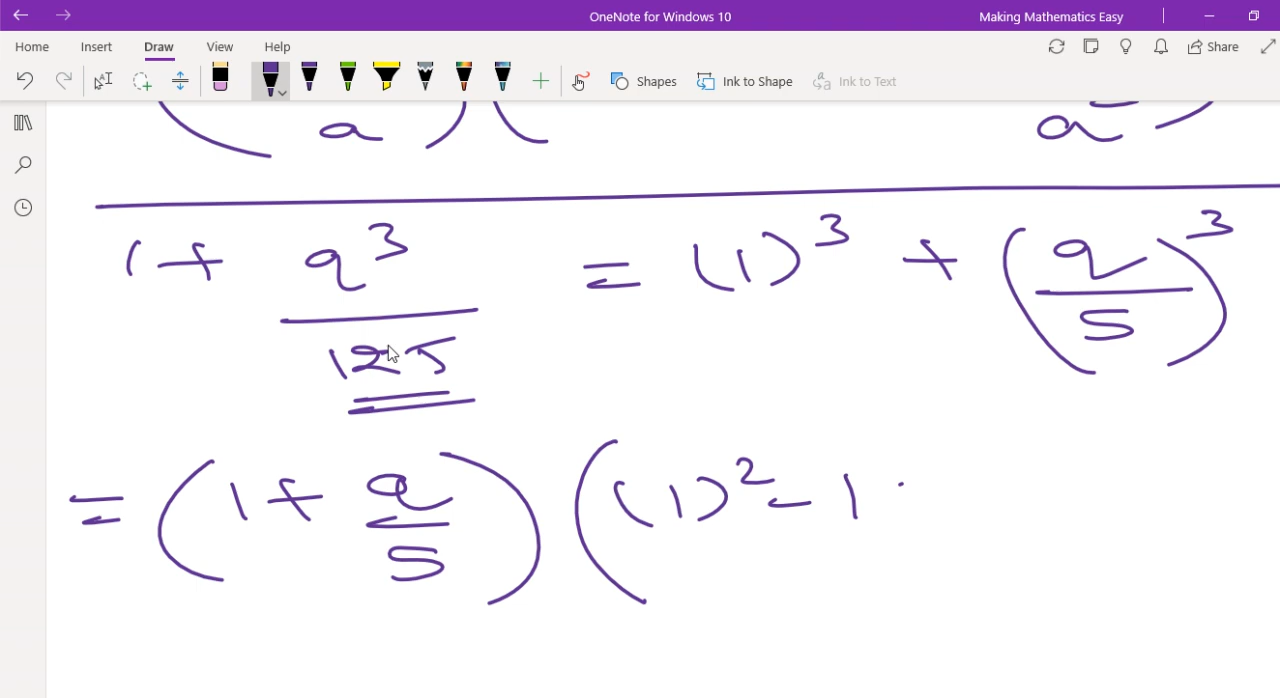 OneNote for Windows 10
Making Mathematics Easy
Home Insert Draw View Help
Share
Shapes Ink to Shape Ink to Text
a a
1 + q³ / 125 = (1)³ + (q / 5)³
= (1 + q / 5) ((1)² - 1 .